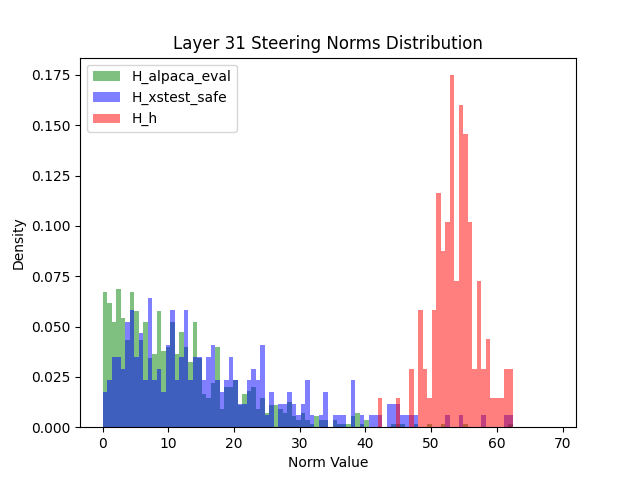 Layer 31 Steering Norms Distribution
H_alpaca_eval
H_xstest_safe
H_h
0.175
0.150
0.125
0.100
0.075
0.050
0.025
0.000
Density
0 10 20 30 40 50 60 70
Norm Value